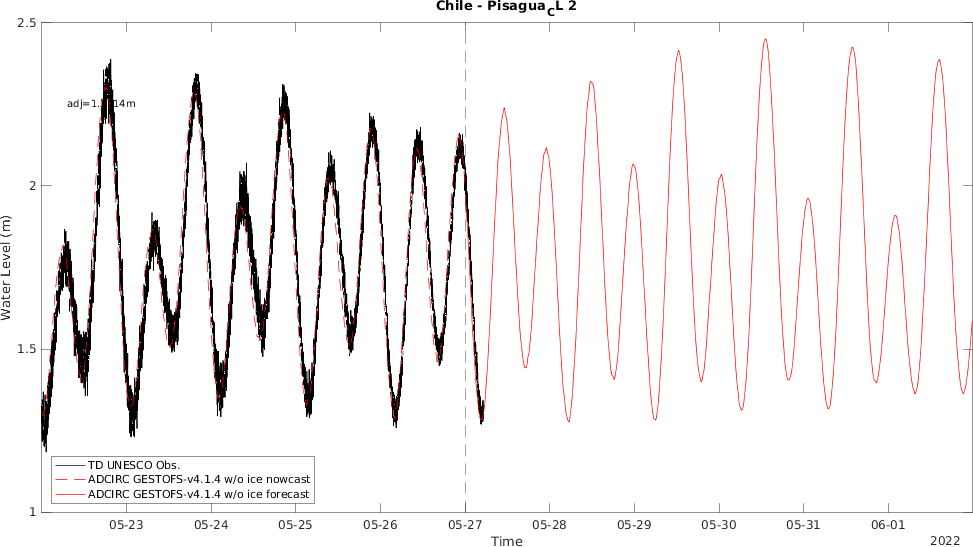 Chile - PisaguaCL 2
2.5
adj=1. 14m
2
Water Level (m)
1.5
TD UNESCO Obs.
ADCIRC GESTOFS-v4.1.4 w/o ice nowcast
ADCIRC GESTOFS-v4.1.4 w/o ice forecast
1
05-23 05-24 05-25 05-26 05-27 05-28 05-29 05-30 05-31 06-01
Time
2022